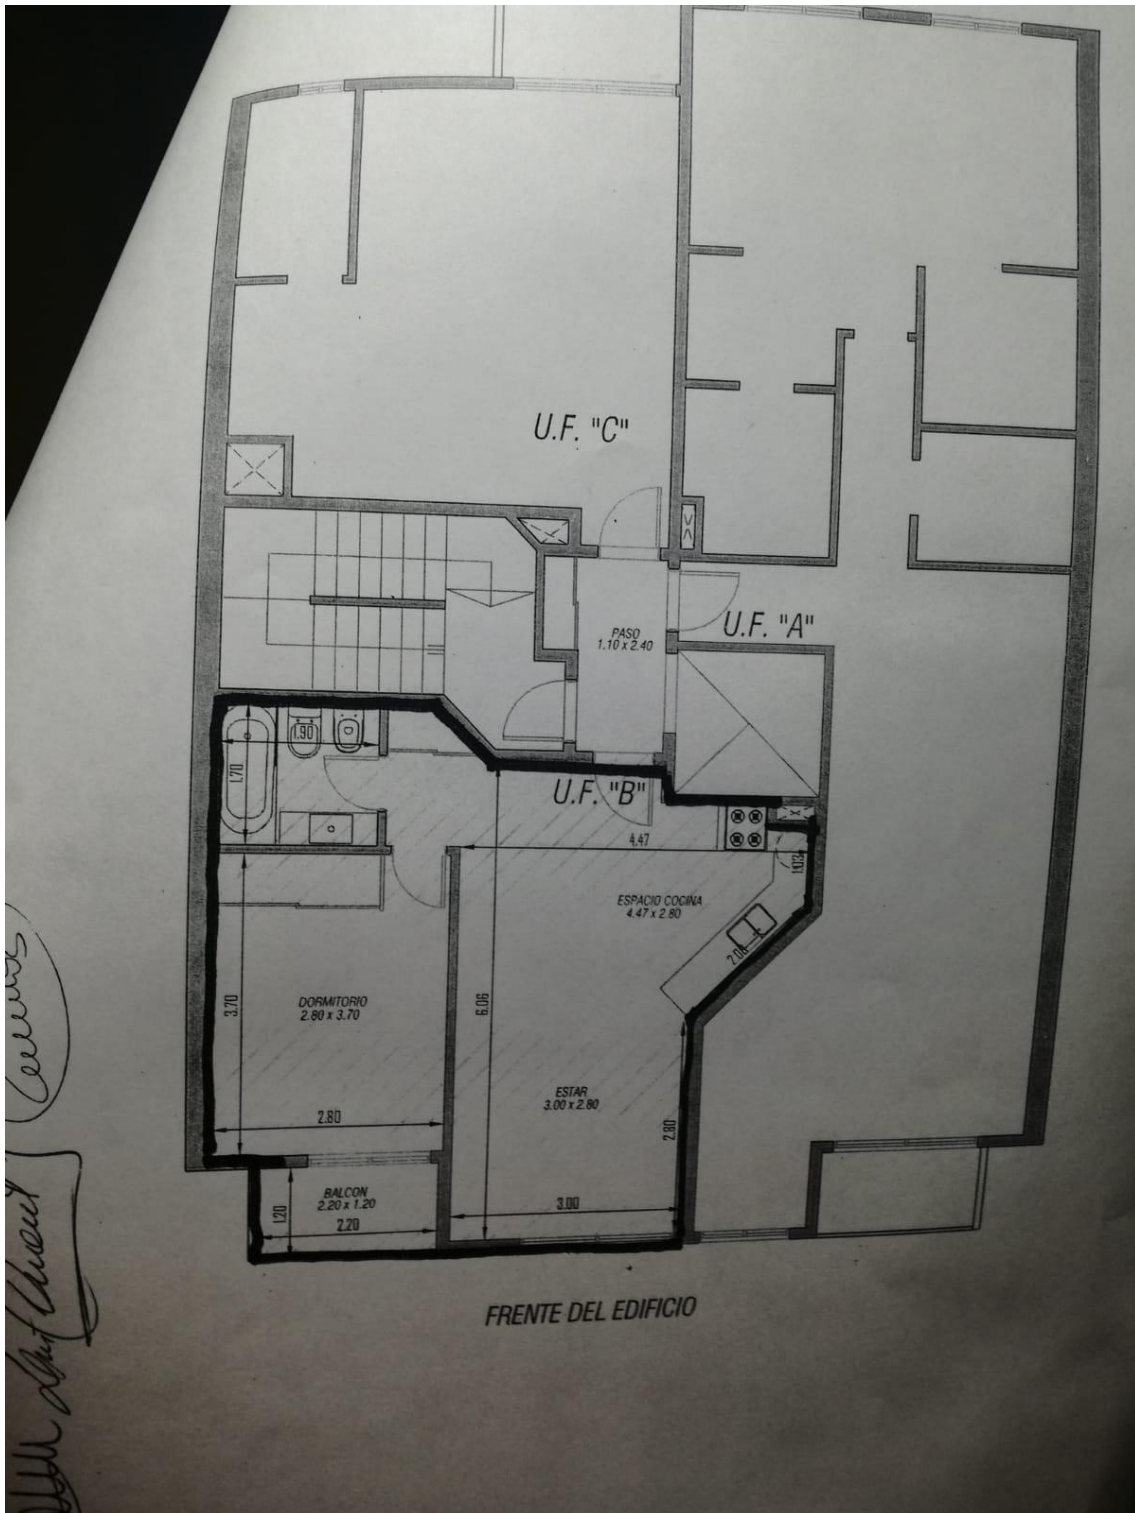 U.F. "C"
PASO
1.10 x 2.40
U.F. "A"
1.90
1.70
U.F. "B"
4.47
1.03
ESPACIO COCINA
4.47 x 2.80
2.08
DORMITORIO
2.80 x 3.70
3.70
6.06
ESTAR
3.00 x 2.80
2.80
2.80
BALCON
2.20 x 1.20
1.20
2.20
3.00
FRENTE DEL EDIFICIO